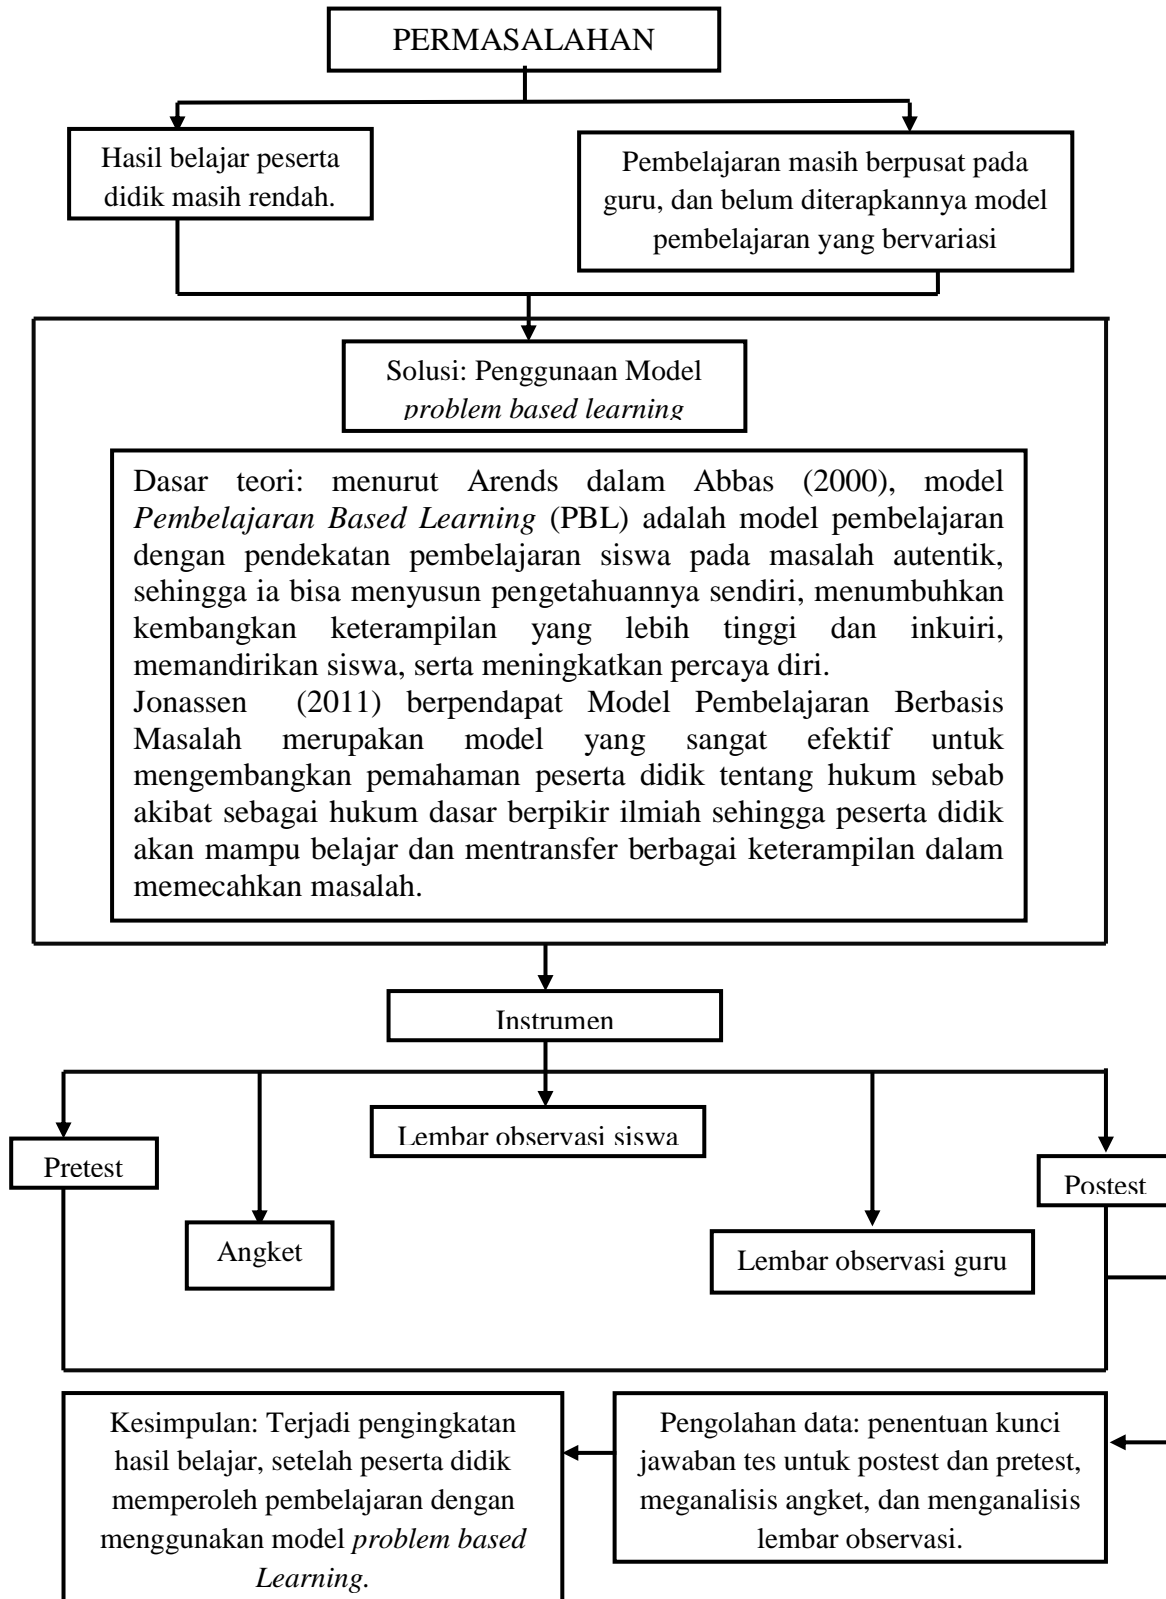 PERMASALAHAN
Hasil belajar peserta
didik masih rendah.
Pembelajaran masih berpusat pada
guru, dan belum diterapkannya model
pembelajaran yang bervariasi
Solusi: Penggunaan Model
problem based learning
Dasar teori: menurut Arends dalam Abbas (2000), model
Pembelajaran Based Learning (PBL) adalah model pembelajaran
dengan pendekatan pembelajaran siswa pada masalah autentik,
sehingga ia bisa menyusun pengetahuannya sendiri, menumbuhkan
kembangkan keterampilan yang lebih tinggi dan inkuiri,
memandirikan siswa, serta meningkatkan percaya diri.
Jonassen (2011) berpendapat Model Pembelajaran Berbasis
Masalah merupakan model yang sangat efektif untuk
mengembangkan pemahaman peserta didik tentang hukum sebab
akibat sebagai hukum dasar berpikir ilmiah sehingga peserta didik
akan mampu belajar dan mentransfer berbagai keterampilan dalam
memecahkan masalah.
Instrumen
Lembar observasi siswa
Pretest
Postest
Angket
Lembar observasi guru
Kesimpulan: Terjadi pengingkatan
hasil belajar, setelah peserta didik
memperoleh pembelajaran dengan
menggunakan model problem based
Learning.
Pengolahan data: penentuan kunci
jawaban tes untuk postest dan pretest,
meganalisis angket, dan menganalisis
lembar observasi.